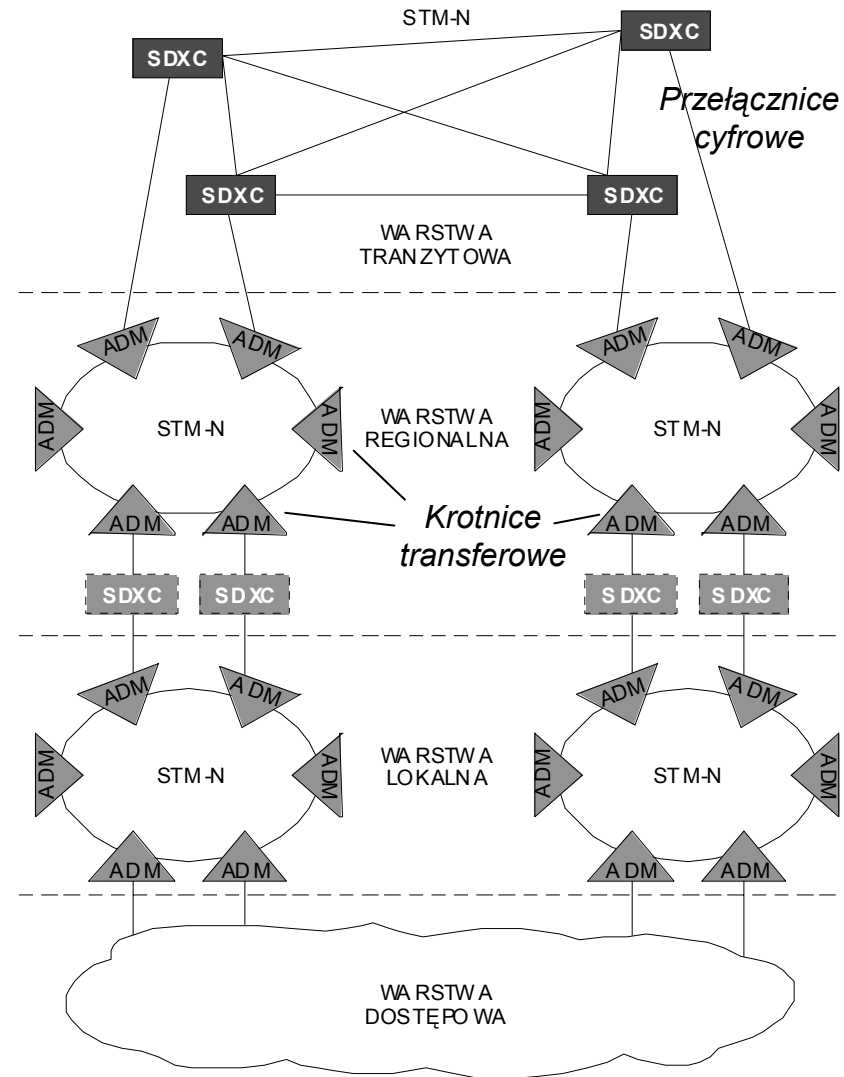 STM-N
SDXC
SDXC
Przełącznice
cyfrowe
SDXC
SDXC
WARSTWA
TRANZYTOWA
ADM
ADM
ADM
ADM
ADM
STM-N
ADM
WARSTWA
REGIONALNA
ADM
STM-N
ADM
ADM
ADM
Krotnice
transferowe
ADM
ADM
SDXC
SDXC
SDXC
SDXC
ADM
ADM
ADM
ADM
ADM
STM-N
ADM
WARSTWA
LOKALNA
ADM
STM-N
ADM
ADM
ADM
ADM
ADM
WARSTWA
DOSTĘPOWA